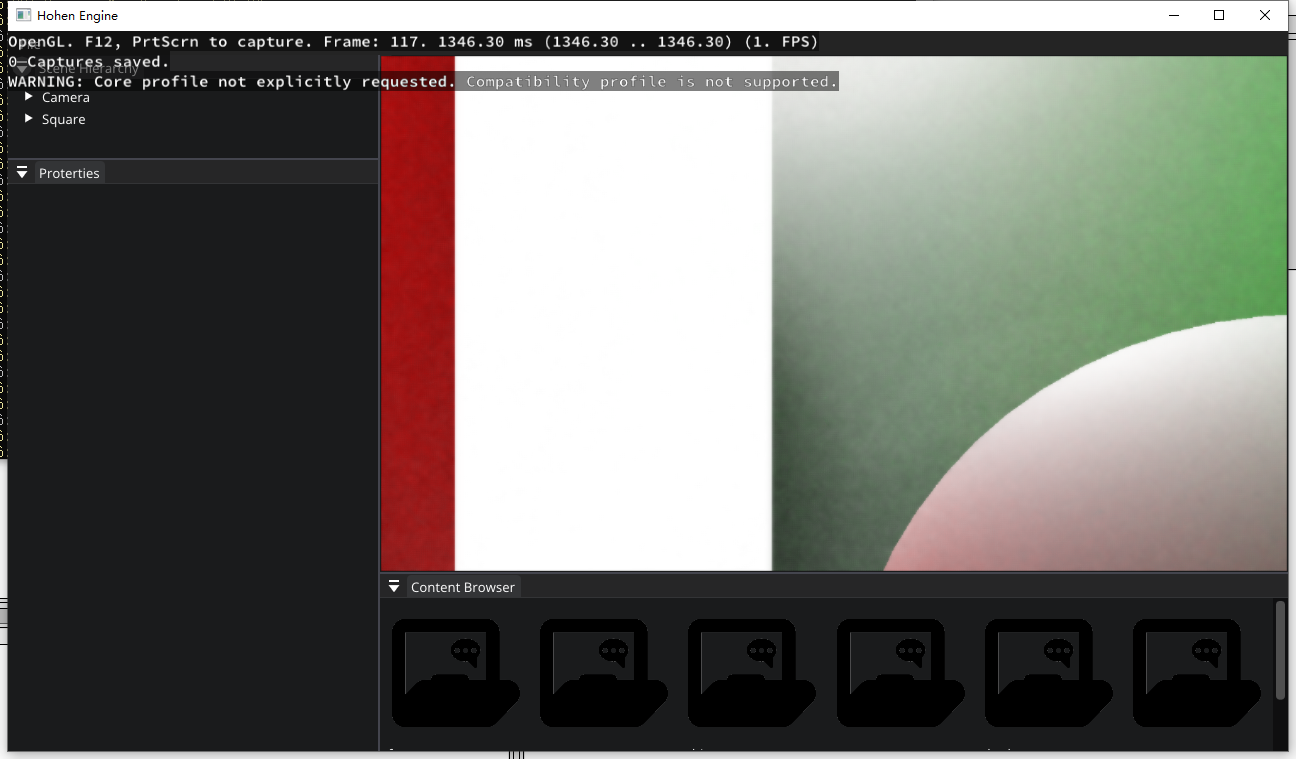 Hohen Engine
OpenGL. F12, PrtScrn to capture. Frame: 117. 1346.30 ms (1346.30 .. 1346.30) (1. FPS)
0 Captures saved.
Scene Hierarchy
WARNING: Core profile not explicitly requested. Compatibility profile is not supported.
Camera
Square
Proterties
Content Browser